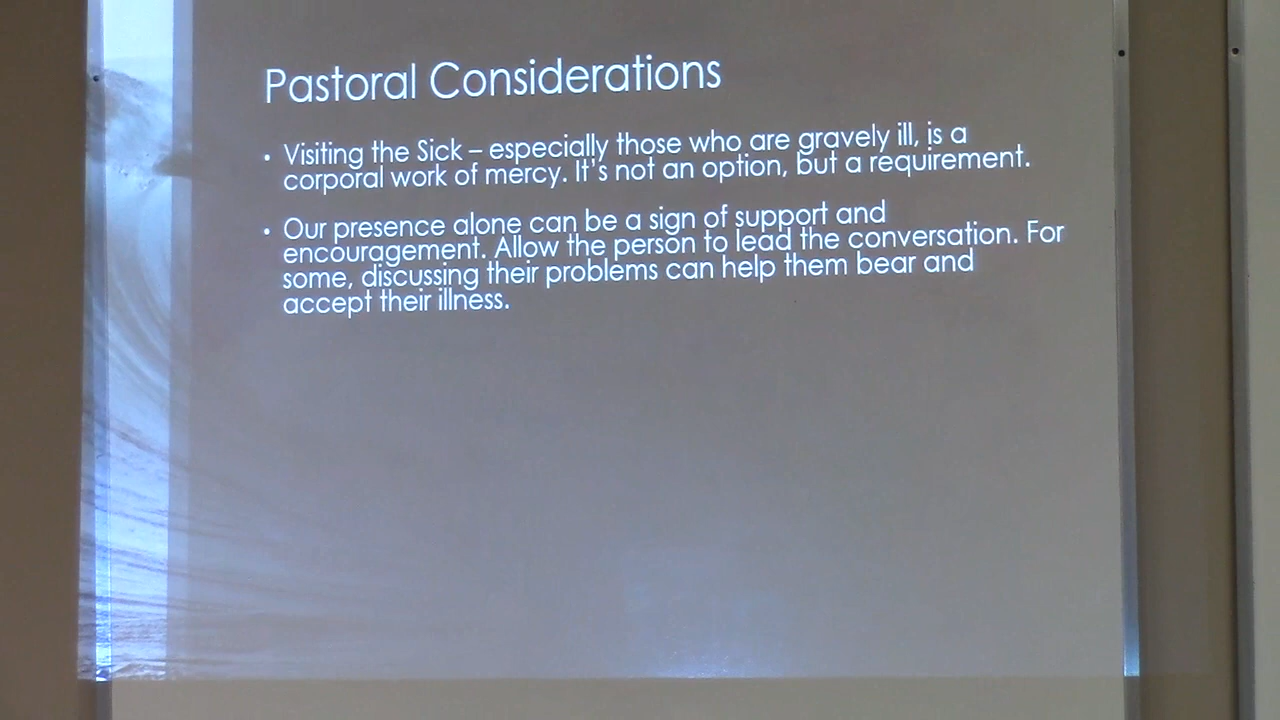 Pastoral Considerations
• Visiting the Sick – especially those who are gravely ill, is a
corporal work of mercy. It's not an option, but a requirement.
• Our presence alone can be a sign of support and
encouragement. Allow the person to lead the conversation. For
some, discussing their problems can help them bear and
accept their illness.